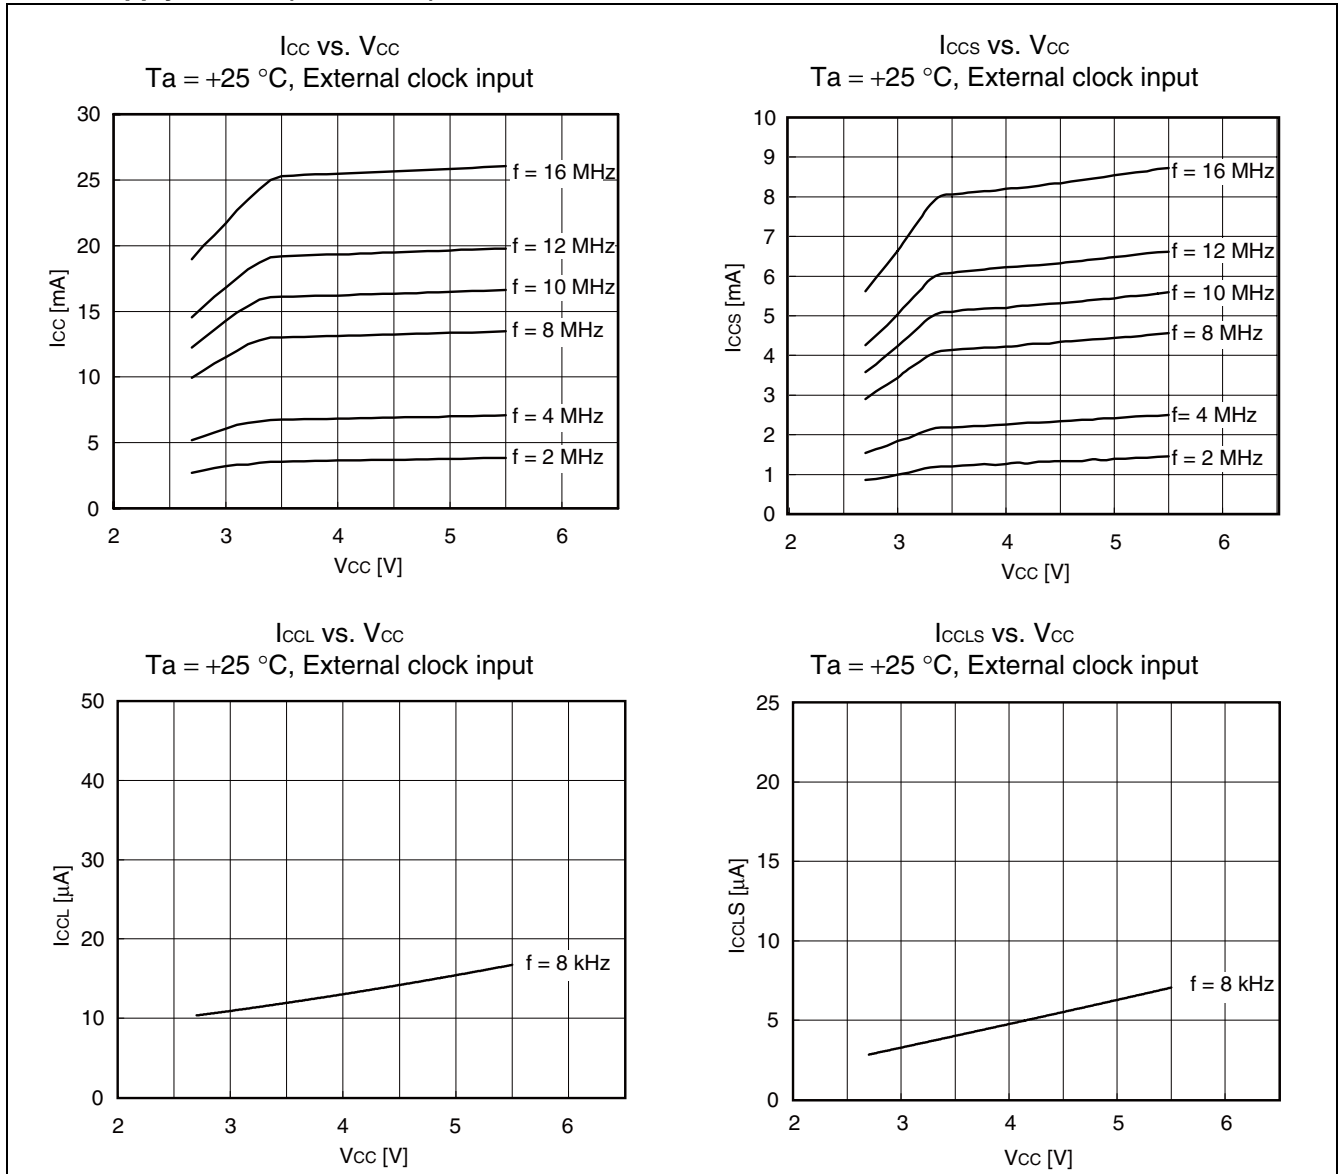 ICC vs. VCC
Ta = +25 °C, External clock input
30
25
20
15
10
5
0
ICC [mA]
f = 16 MHz
f = 12 MHz
f = 10 MHz
f = 8 MHz
f = 4 MHz
f = 2 MHz
2 3 4 5 6
VCC [V]
ICCS vs. VCC
Ta = +25 °C, External clock input
10
9
8
7
6
5
4
3
2
1
0
ICCS [mA]
f = 16 MHz
f = 12 MHz
f = 10 MHz
f = 8 MHz
f= 4 MHz
f = 2 MHz
2 3 4 5 6
VCC [V]
ICCL vs. VCC
Ta = +25 °C, External clock input
50
40
30
20
10
0
ICCL [μA]
f = 8 kHz
2 3 4 5 6
VCC [V]
ICCLS vs. VCC
Ta = +25 °C, External clock input
25
20
15
10
5
0
ICCLS [μA]
f = 8 kHz
2 3 4 5 6
VCC [V]